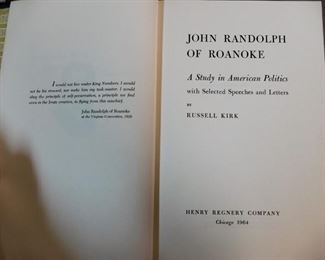 I would not live under King Numbers. I would
not be his steward, nor make him my task-master. I would
obey the principle of self-preservation, a principle we find
even in the brute creation, in flying from this mischief.
John Randolph of Roanoke
at the Virginia Convention, 1829
JOHN RANDOLPH
OF ROANOKE
A Study in American Politics
with Selected Speeches and Letters
BY
RUSSELL KIRK
HENRY REGNERY COMPANY
Chicago 1964